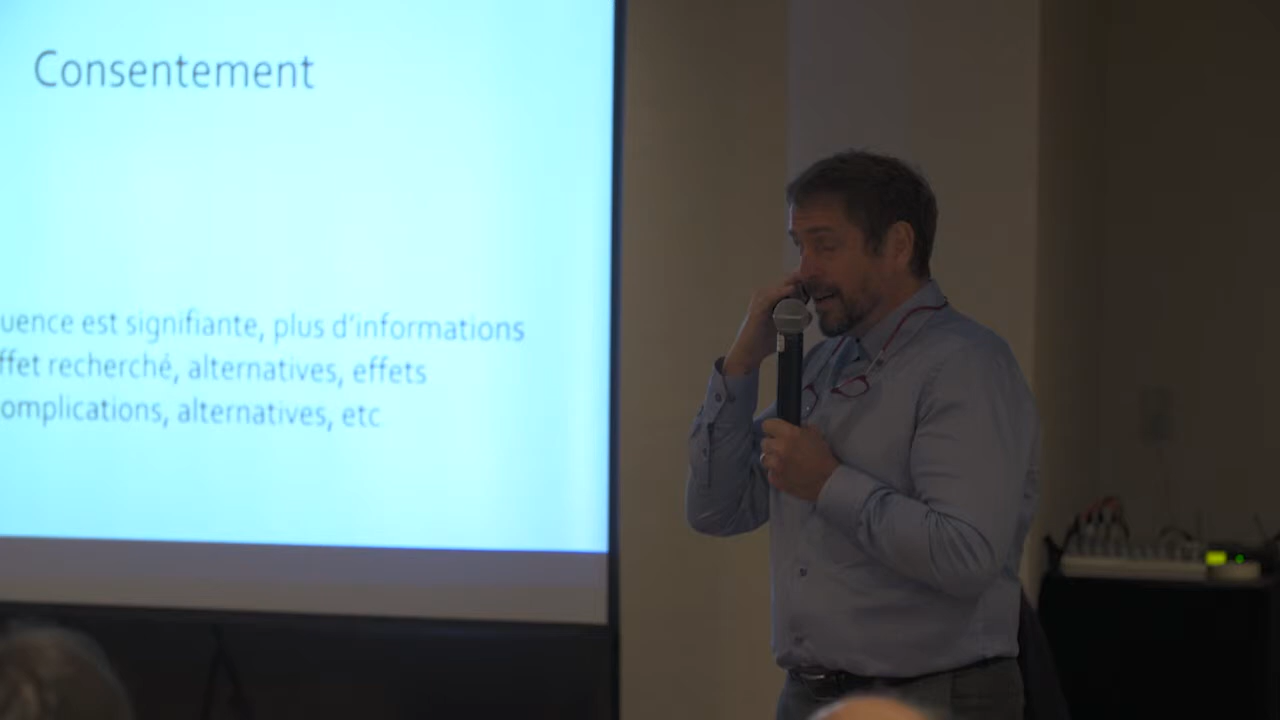 Consentement
uence est signifiante, plus d'informations
ffet recherché, alternatives, effets
omplications, alternatives, etc